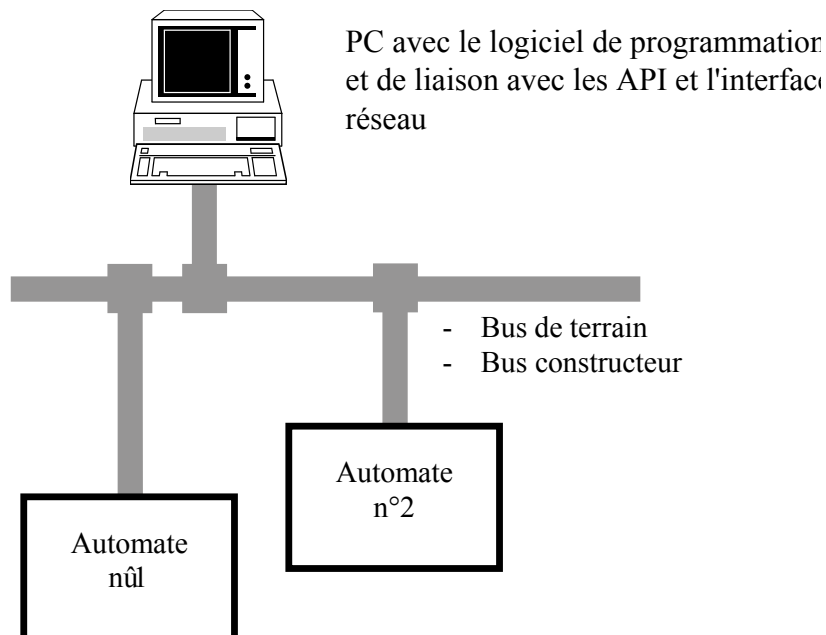 PC avec le logiciel de programmation
et de liaison avec les API et l'interface
réseau
- Bus de terrain
- Bus constructeur
Automate
n°2
Automate
nûl